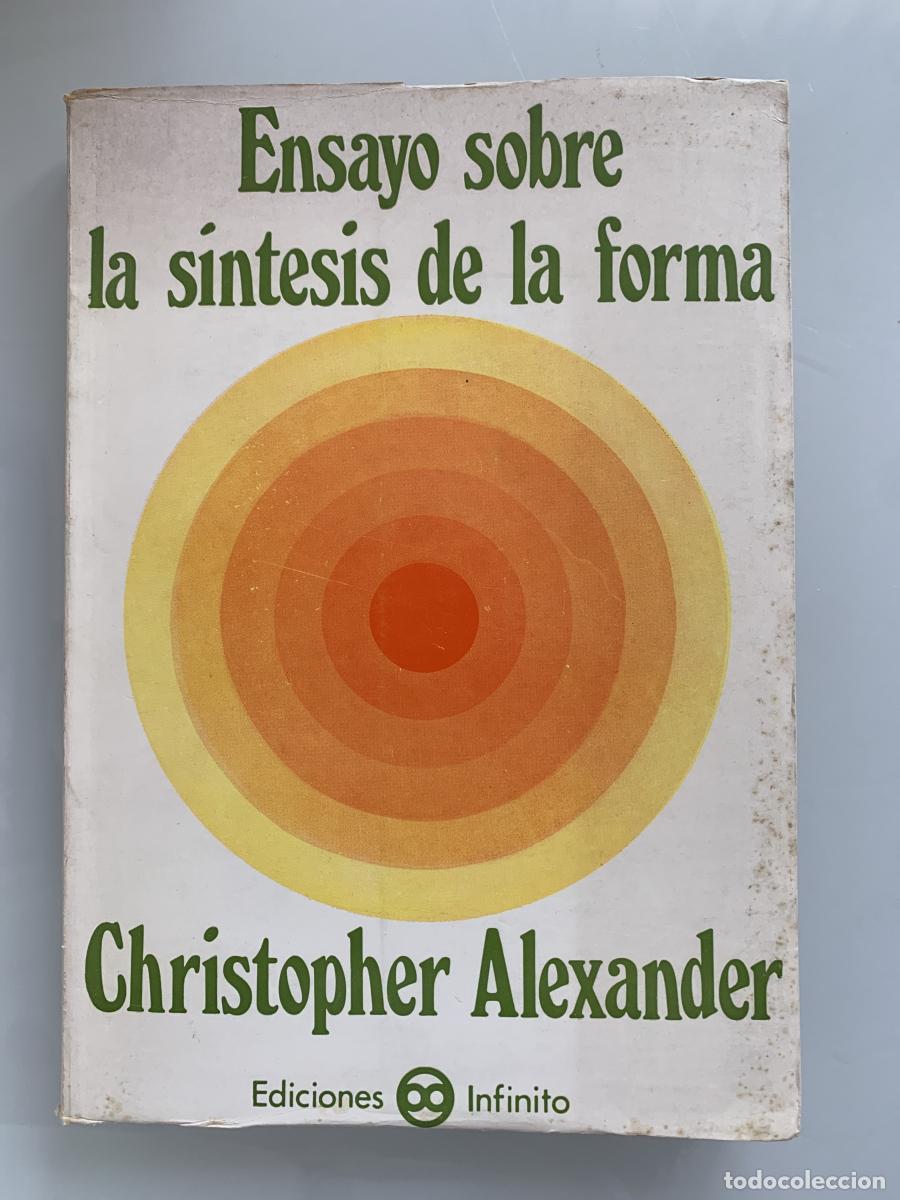 Ensayo sobre
la síntesis de la forma
Christopher Alexander
Ediciones Infinito
todocoleccion